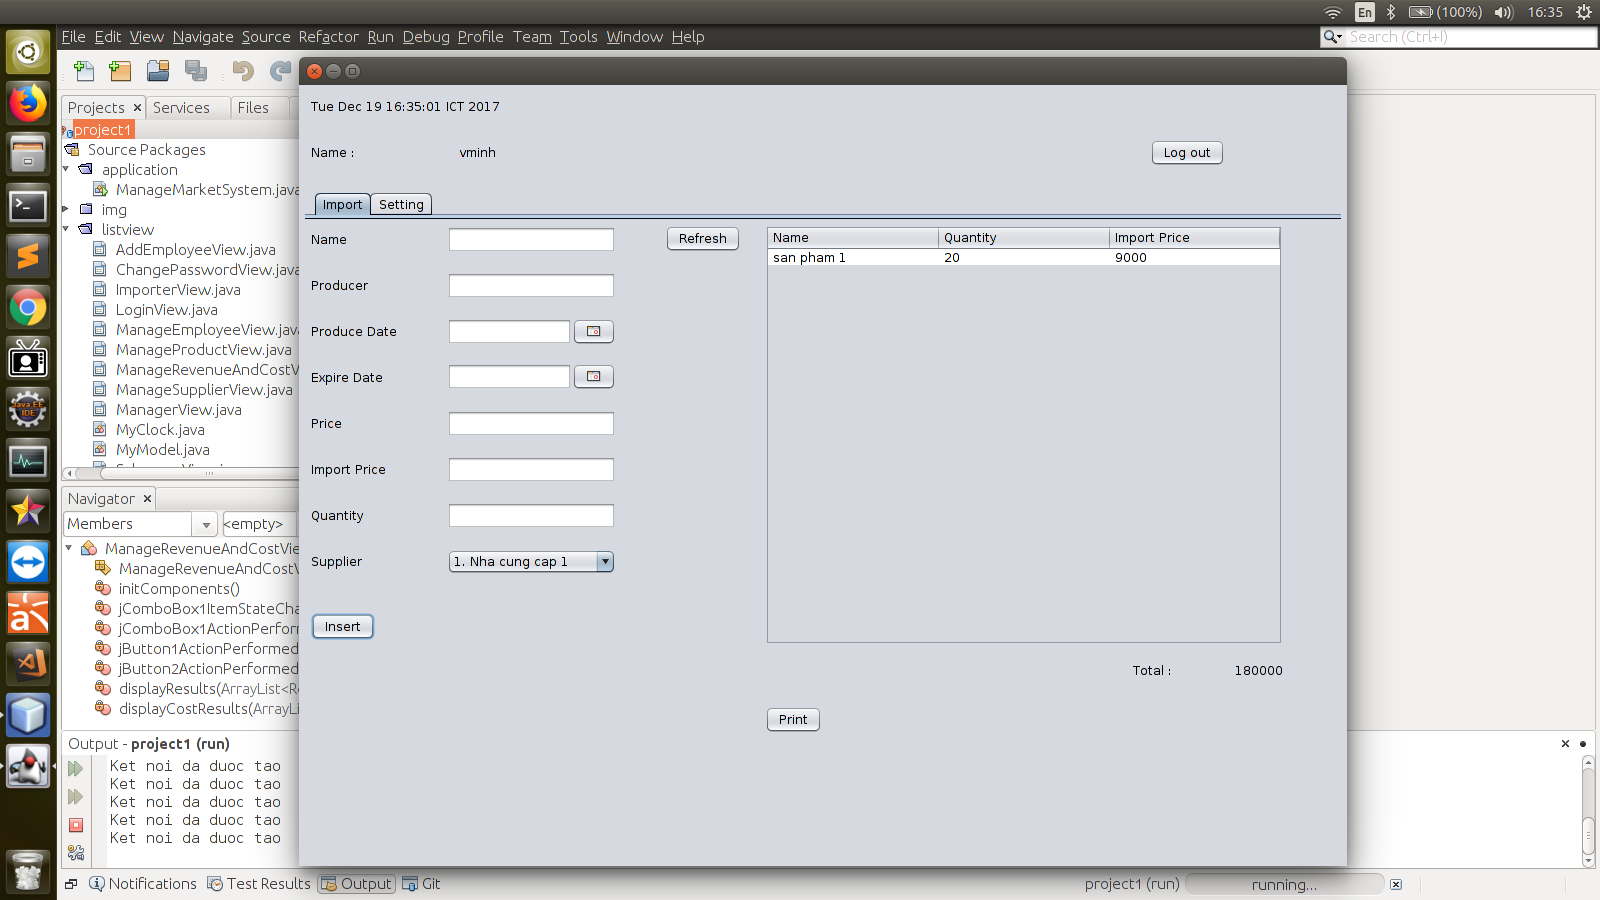 En (100%) 16:35
File Edit View Navigate Source Refactor Run Debug Profile Team Tools Window Help Search (Ctrl+I)
Projects Services Files
project1
Source Packages
application
ManageMarketSystem.java
img
listview
AddEmployeeView.java
ChangePasswordView.java
ImporterView.java
LoginView.java
ManageEmployeeView.java
ManageProductView.java
ManageRevenueAndCostV
ManageSupplierView.java
ManagerView.java
MyClock.java
MyModel.java
Navigator
Members <empty>
ManageRevenueAndCostVie
ManageRevenueAndCostV
initComponents()
jComboBox1ItemStateCha
jComboBox1ActionPerforr
jButton1ActionPerformed
jButton2ActionPerformed
displayResults(ArrayList<Re
displayCostResults(ArrayLi
Tue Dec 19 16:35:01 ICT 2017
Name : vminh Log out
Import Setting
Name Refresh
Producer
Produce Date
Expire Date
Price
Import Price
Quantity
Supplier 1. Nha cung cap 1
Insert
Name Quantity Import Price
san pham 1 20 9000
Total : 180000
Print
Output - project1 (run)
Ket noi da duoc tao
Ket noi da duoc tao
Ket noi da duoc tao
Ket noi da duoc tao
Ket noi da duoc tao
Notifications Test Results Output Git project1 (run) running...
Java EE
IDE